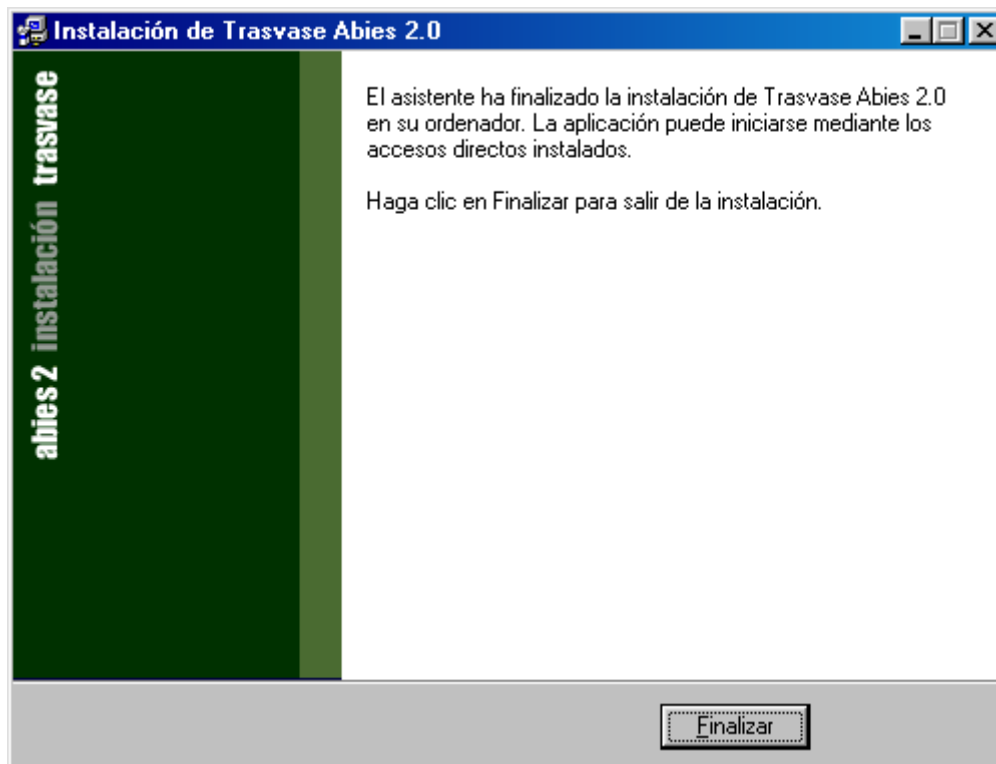 Instalación de Trasvase Abies 2.0
abies 2 instalación trasvase
El asistente ha finalizado la instalación de Trasvase Abies 2.0
en su ordenador. La aplicación puede iniciarse mediante los
accesos directos instalados.
Haga clic en Finalizar para salir de la instalación.
Finalizar